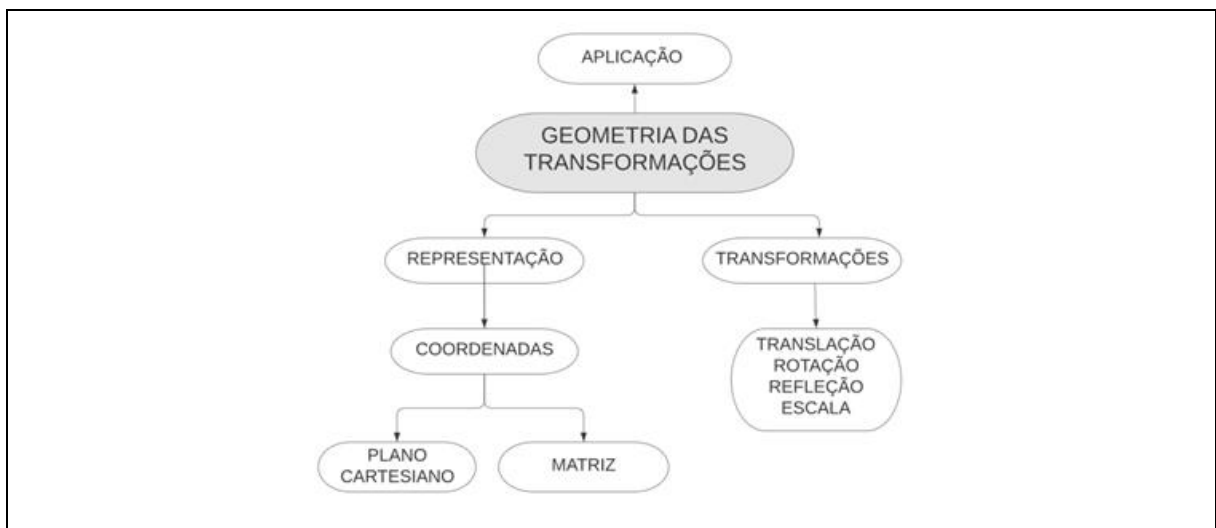 APLICAÇÃO
GEOMETRIA DAS
TRANSFORMAÇÕES
REPRESENTAÇÃO
TRANSFORMAÇÕES
COORDENADAS
TRANSLAÇÃO
ROTAÇÃO
REFLEÇÃO
ESCALA
PLANO
CARTESIANO
MATRIZ